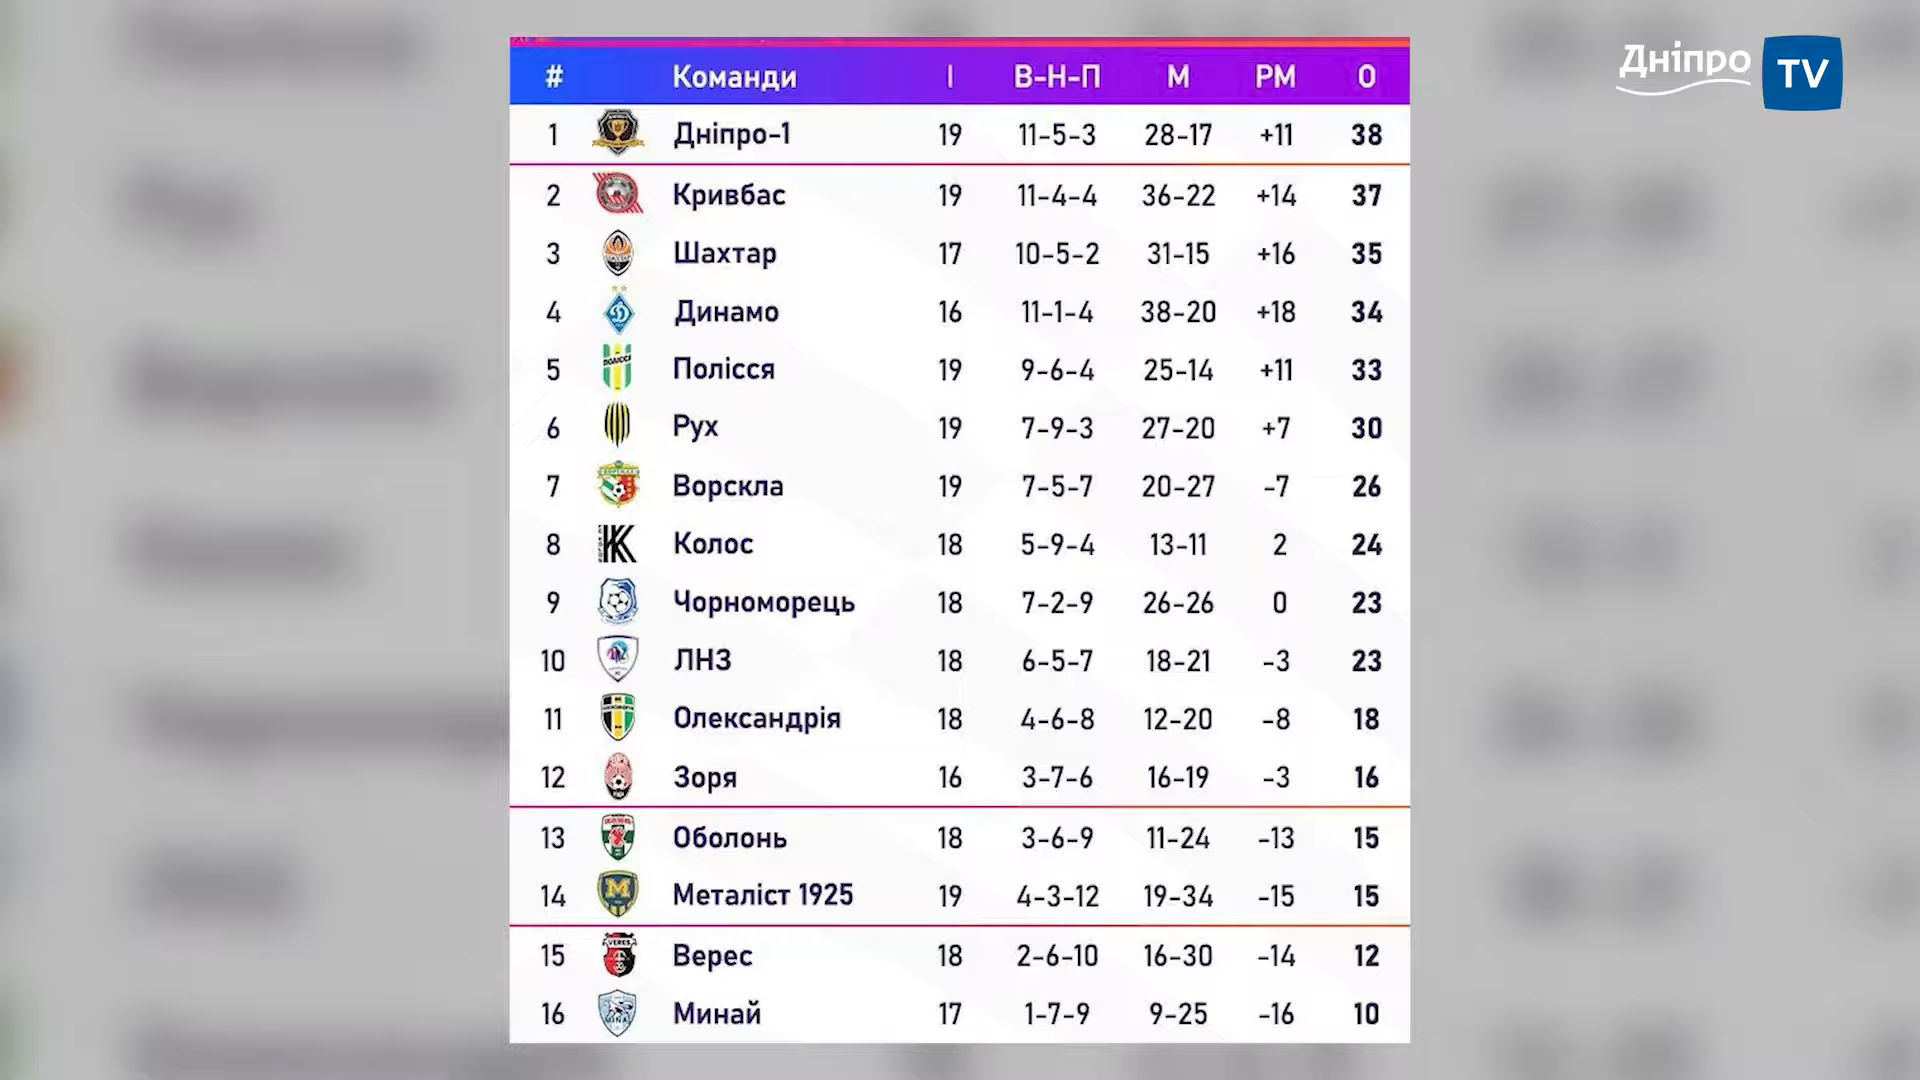 Дніпро TV
# Команди І В-Н-П М РМ О
1 Дніпро-1 19 11-5-3 28-17 +11 38
2 Кривбас 19 11-4-4 36-22 +14 37
3 Шахтар 17 10-5-2 31-15 +16 35
4 Динамо 16 11-1-4 38-20 +18 34
5 Полісся 19 9-6-4 25-14 +11 33
6 Рух 19 7-9-3 27-20 +7 30
7 Ворскла 19 7-5-7 20-27 -7 26
8 Колос 18 5-9-4 13-11 2 24
9 Чорноморець 18 7-2-9 26-26 0 23
10 ЛНЗ 18 6-5-7 18-21 -3 23
11 Олександрія 18 4-6-8 12-20 -8 18
12 Зоря 16 3-7-6 16-19 -3 16
13 Оболонь 18 3-6-9 11-24 -13 15
14 Металіст 1925 19 4-3-12 19-34 -15 15
15 Верес 18 2-6-10 16-30 -14 12
16 Минай 17 1-7-9 9-25 -16 10